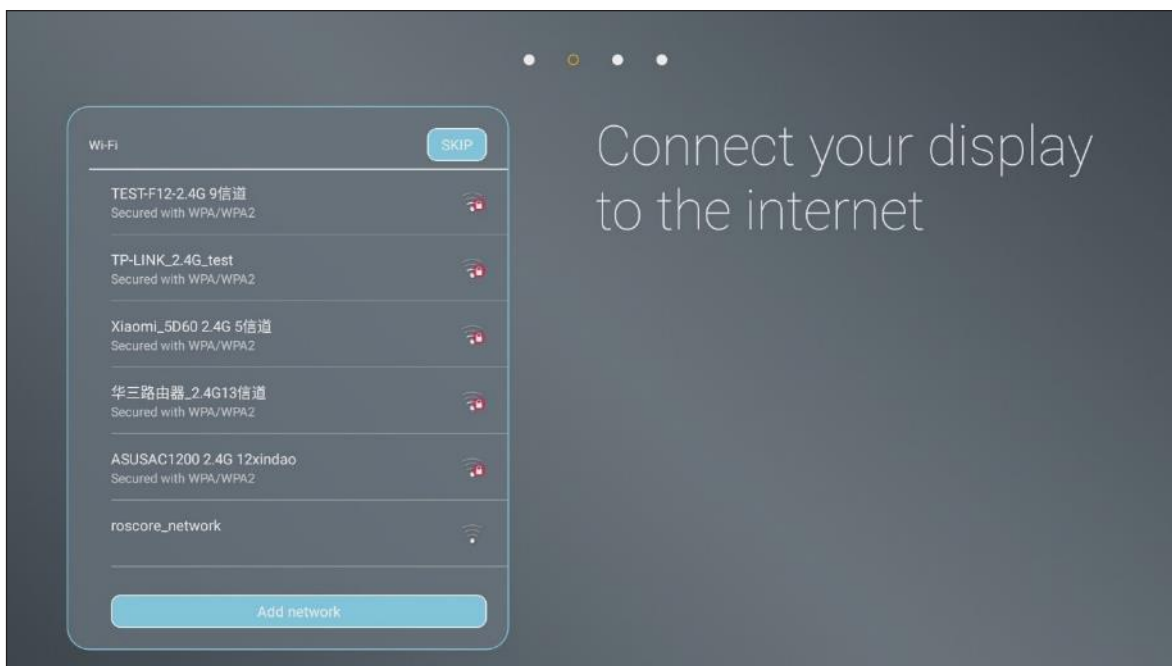 Wi-Fi
SKIP
Connect your display
to the internet
TEST-F12-2.4G 9信道
Secured with WPA/WPA2
TP-LINK_2.4G_test
Secured with WPA/WPA2
Xiaomi_5D60 2.4G 5信道
Secured with WPA/WPA2
华三路由器_2.4G13信道
Secured with WPA/WPA2
ASUSAC1200 2.4G 12xindao
Secured with WPA/WPA2
roscore_network
Add network